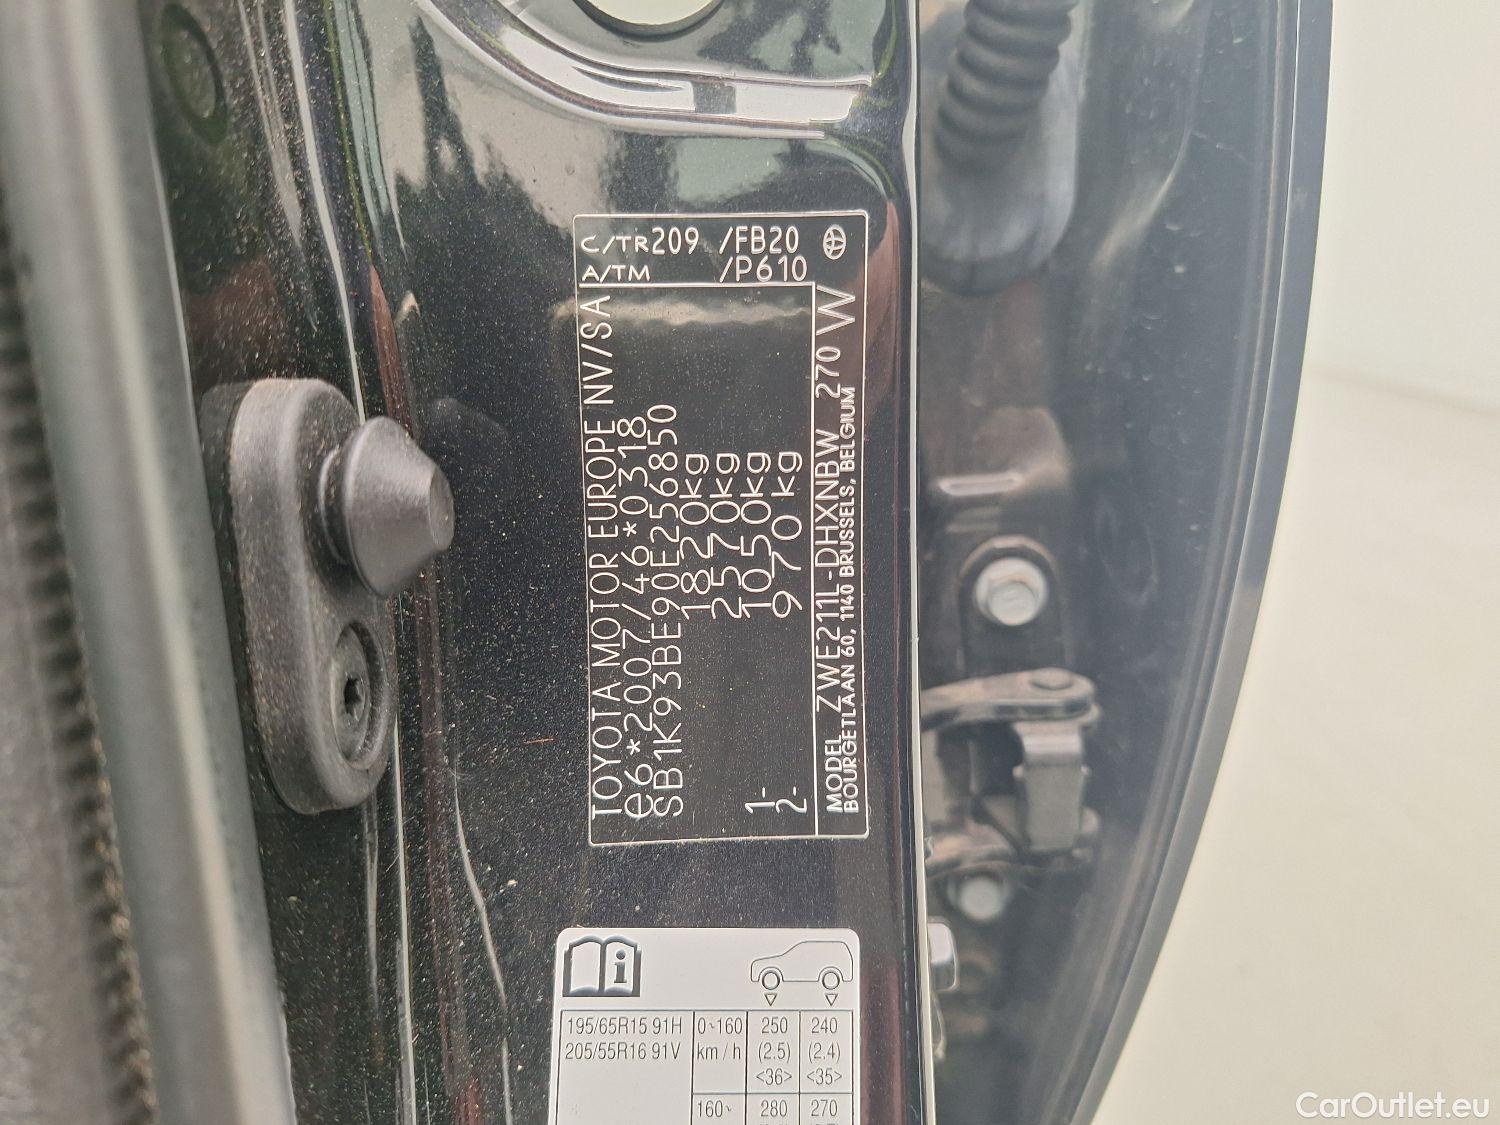 C/TR209 /FB20
A/TM /P610
TOYOTA MOTOR EUROPE NV/SA
e6*2007/46*0318
SB1K93BE90E256850
1820kg
2570kg
1- 1050kg
2- 970kg
MODEL ZWE211L-DHXNBW 270W
BOURGETLAAN 60, 1140 BRUSSELS, BELGIUM
195/65R15 91H 0~160 250 240
205/55R16 91V km/h (2.5) (2.4)
<36> <35>
160~ 280 270
CarOutlet.eu